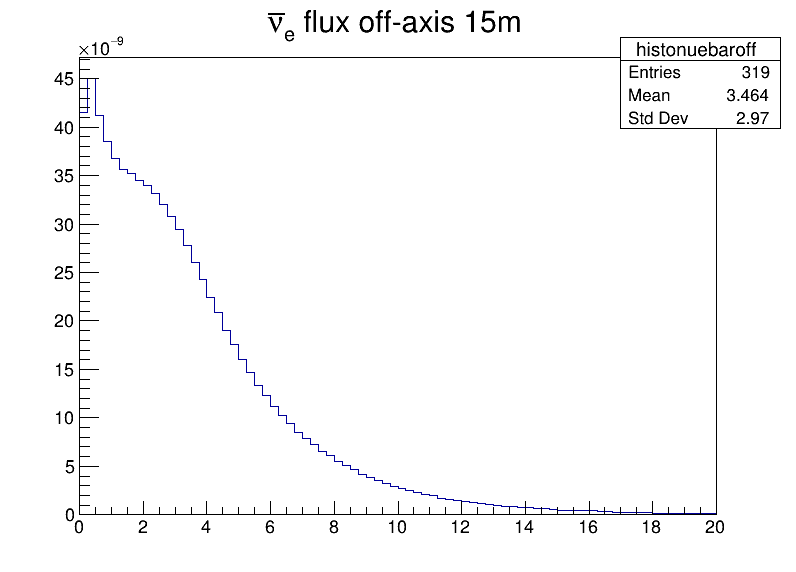 ν̅e flux off-axis 15m
×10−9
histonuebaroff
Entries 319
Mean 3.464
Std Dev 2.97
45
40
35
30
25
20
15
10
5
0
0 2 4 6 8 10 12 14 16 18 20